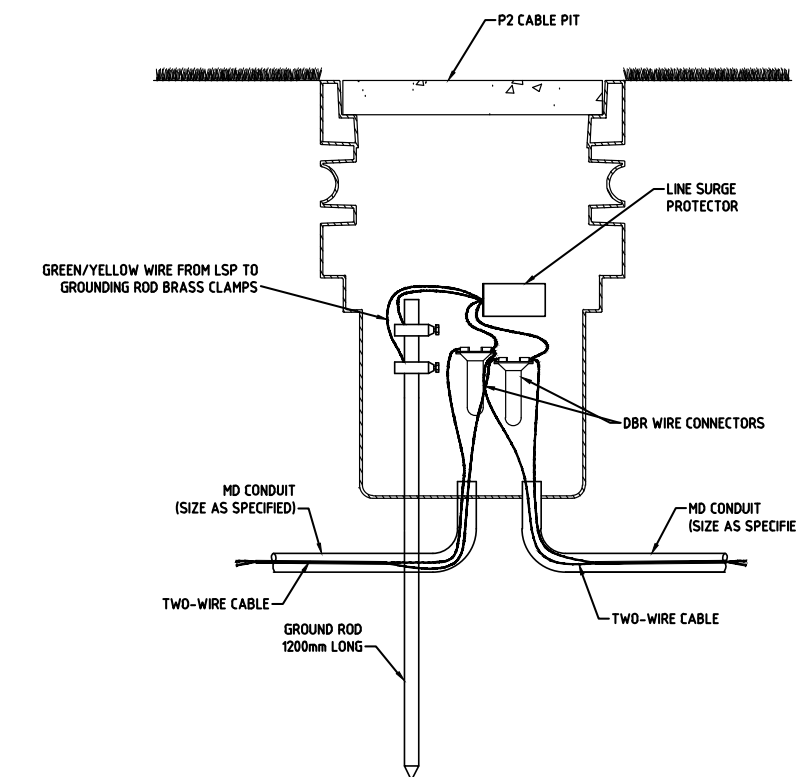 P2 CABLE PIT
LINE SURGE
PROTECTOR
GREEN/YELLOW WIRE FROM LSP TO
GROUNDING ROD BRASS CLAMPS
DBR WIRE CONNECTORS
MD CONDUIT
(SIZE AS SPECIFIED)
MD CONDUIT
(SIZE AS SPECIFIE
TWO-WIRE CABLE
TWO-WIRE CABLE
GROUND ROD
1200mm LONG